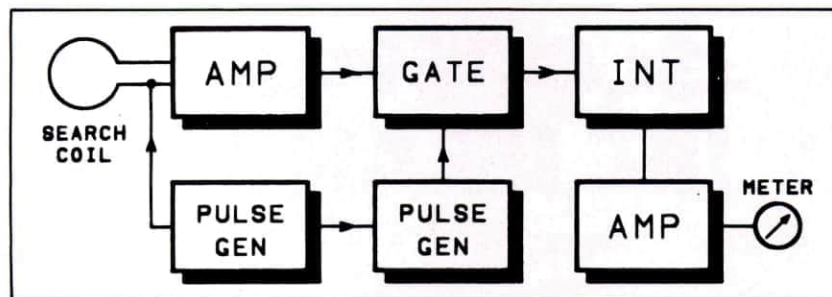 AMP
GATE
INT
SEARCH
COIL
PULSE
GEN
PULSE
GEN
AMP
METER